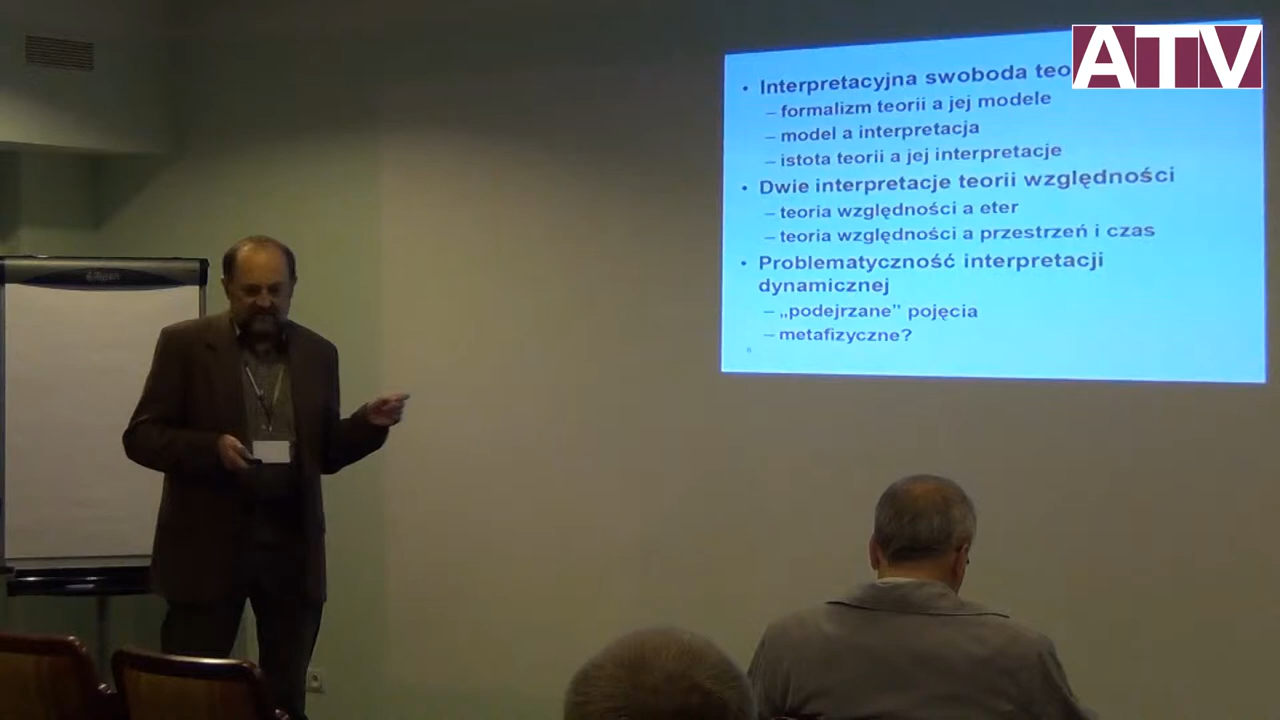 ATV
• Interpretacyjna swoboda
– formalizm teorii a jej modele
– model a interpretacja
– istota teorii a jej interpretacje
• Dwie interpretacje teorii względności
– teoria względności a eter
– teoria względności a przestrzeń i czas
• Problematyczność interpretacji
dynamicznej
– „podejrzane” pojęcia
– metafizyczne?